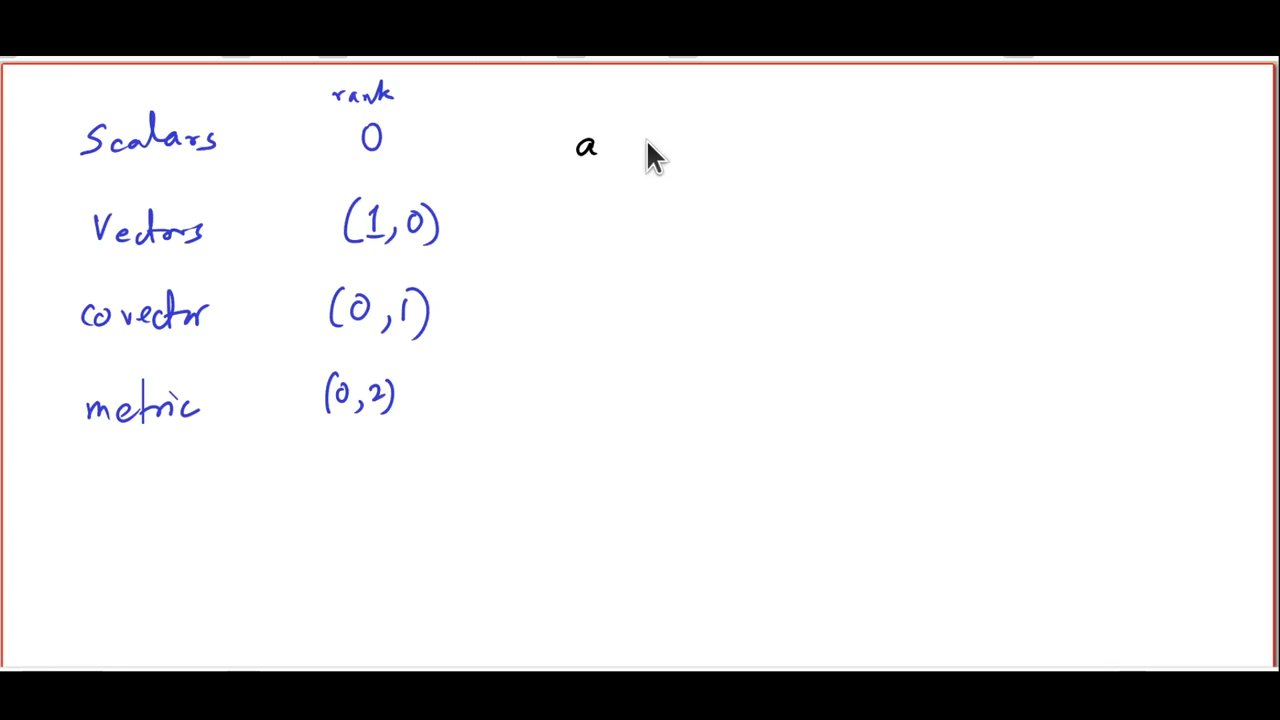 rank
Scalars 0 a
Vectors (1,0)
covector (0,1)
metric (0,2)